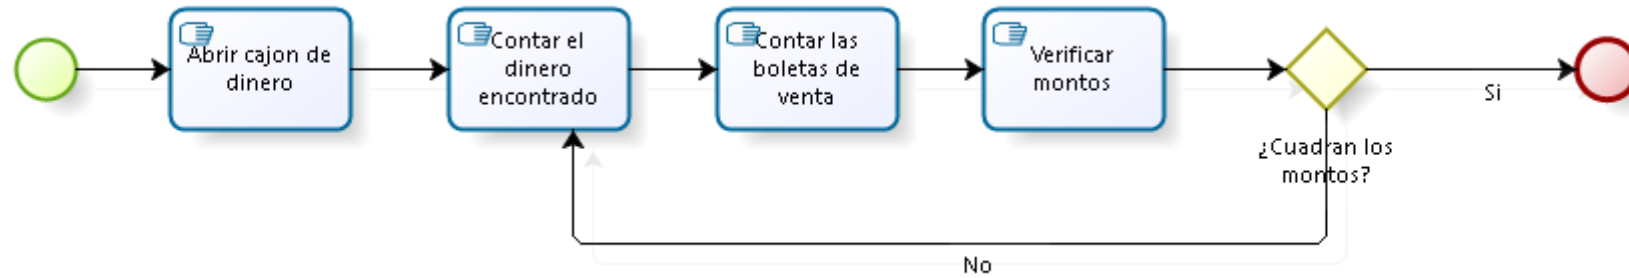 Abrir cajon de
dinero
Contar el
dinero
encontrado
Contar las
boletas de
venta
Verificar
montos
¿Cuadran los
montos?
Si
No